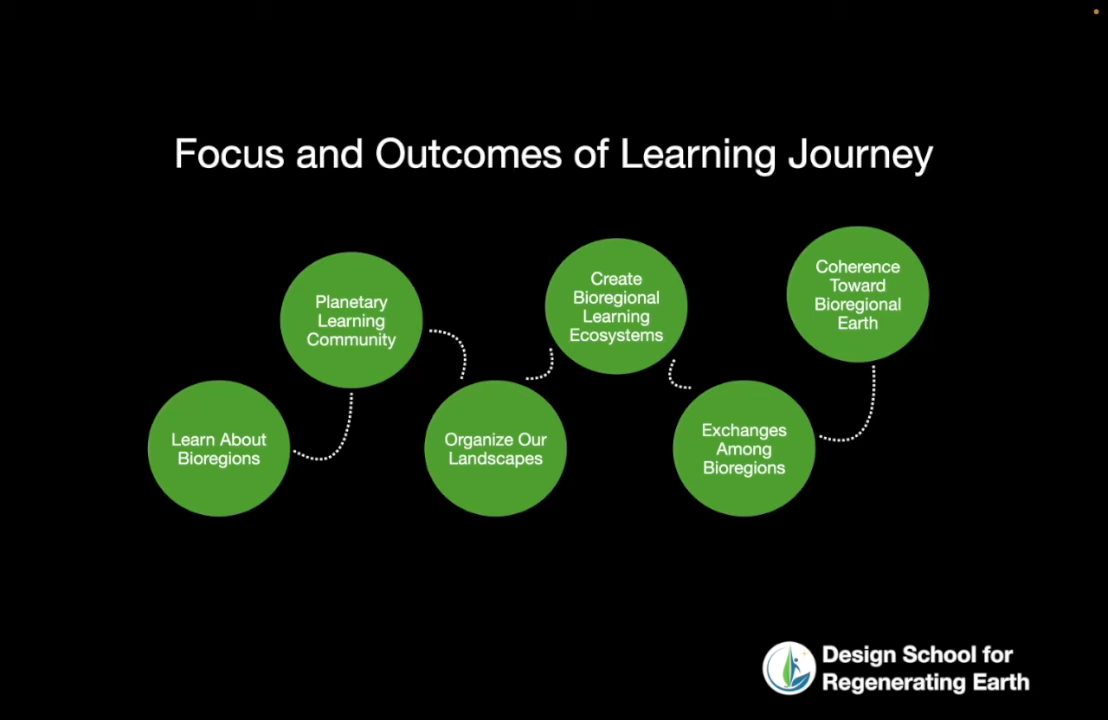 Focus and Outcomes of Learning Journey
Learn About
Bioregions
Planetary
Learning
Community
Organize Our
Landscapes
Create
Bioregional
Learning
Ecosystems
Exchanges
Among
Bioregions
Coherence
Toward
Bioregional
Earth
Design School for
Regenerating Earth